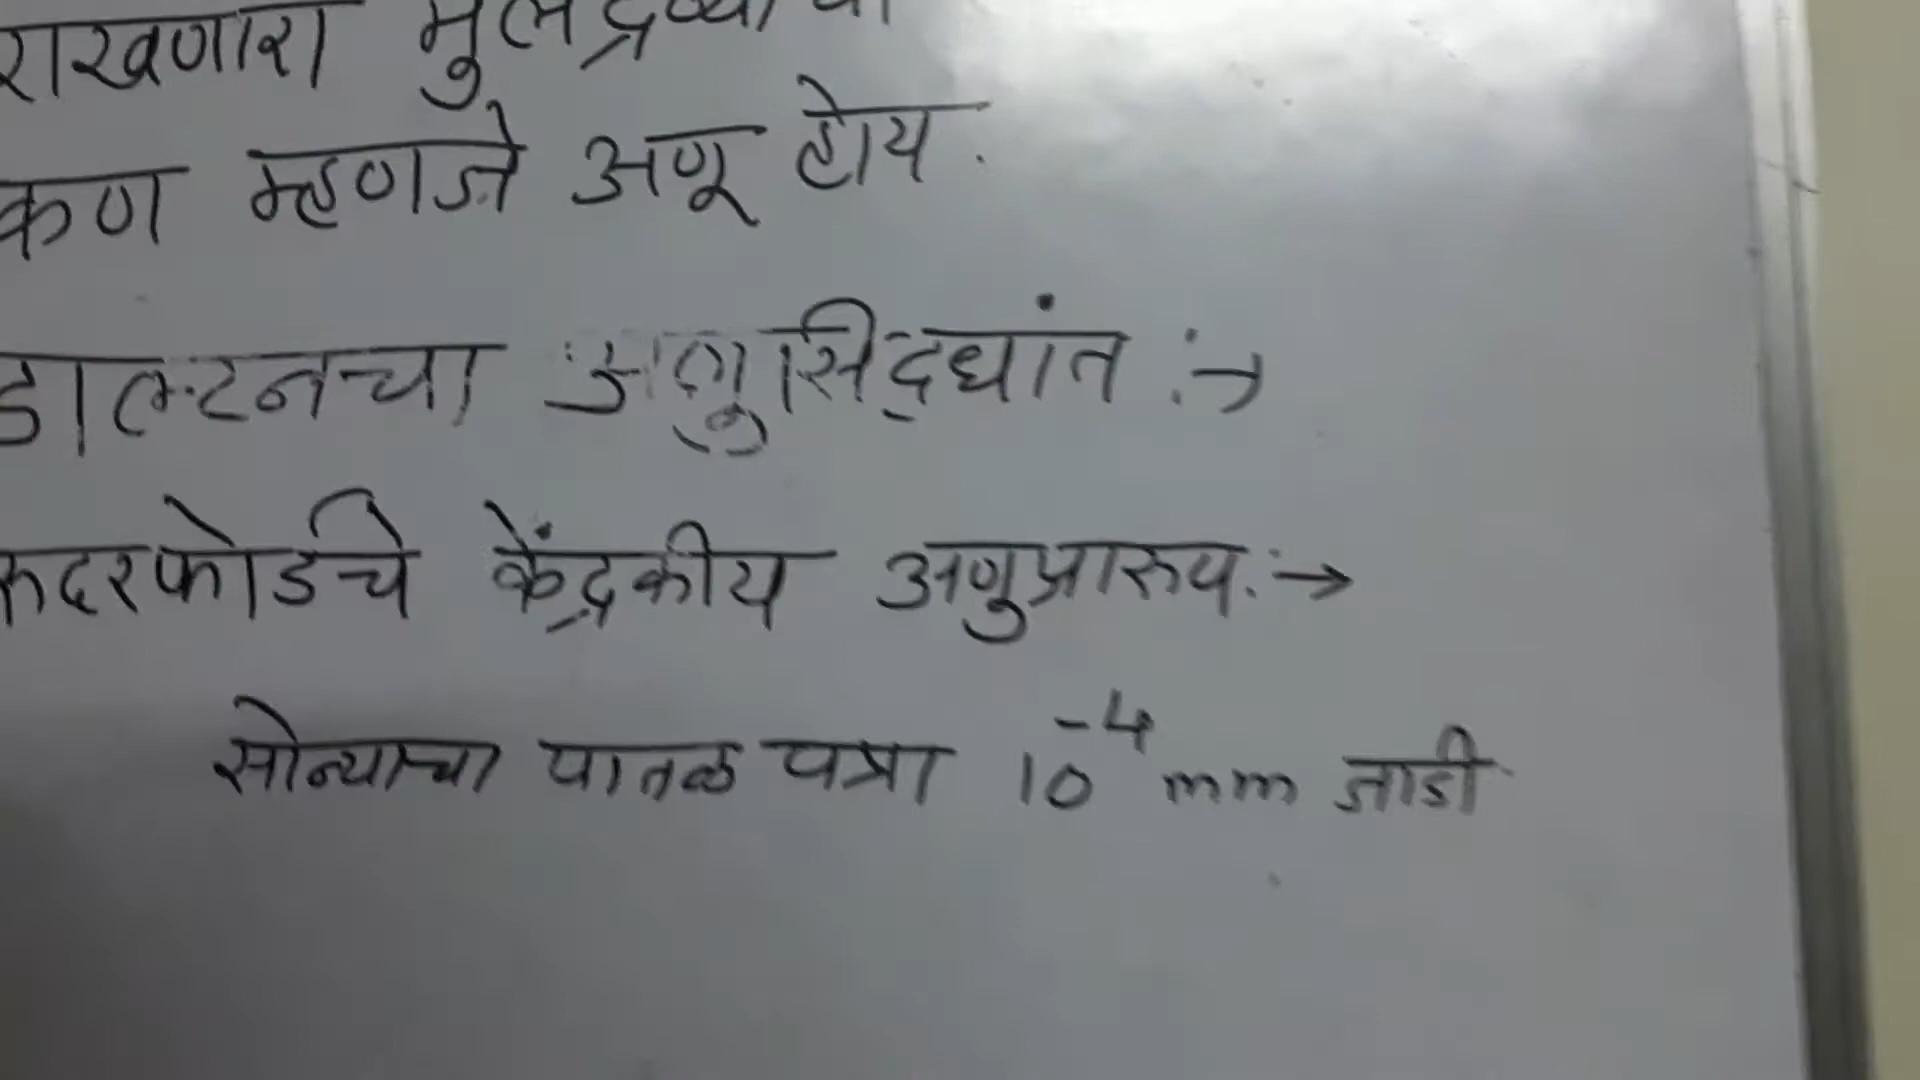 राखणारा मुलद्रव्याचा
कण म्हणजे अणू होय.
डाल्टनचा अणुसिद्धांत :→
रुदरफोर्डचे केंद्रकीय अणुप्रारुप :→
सोन्याचा पातळ पत्रा 10⁻⁴ mm जाडी